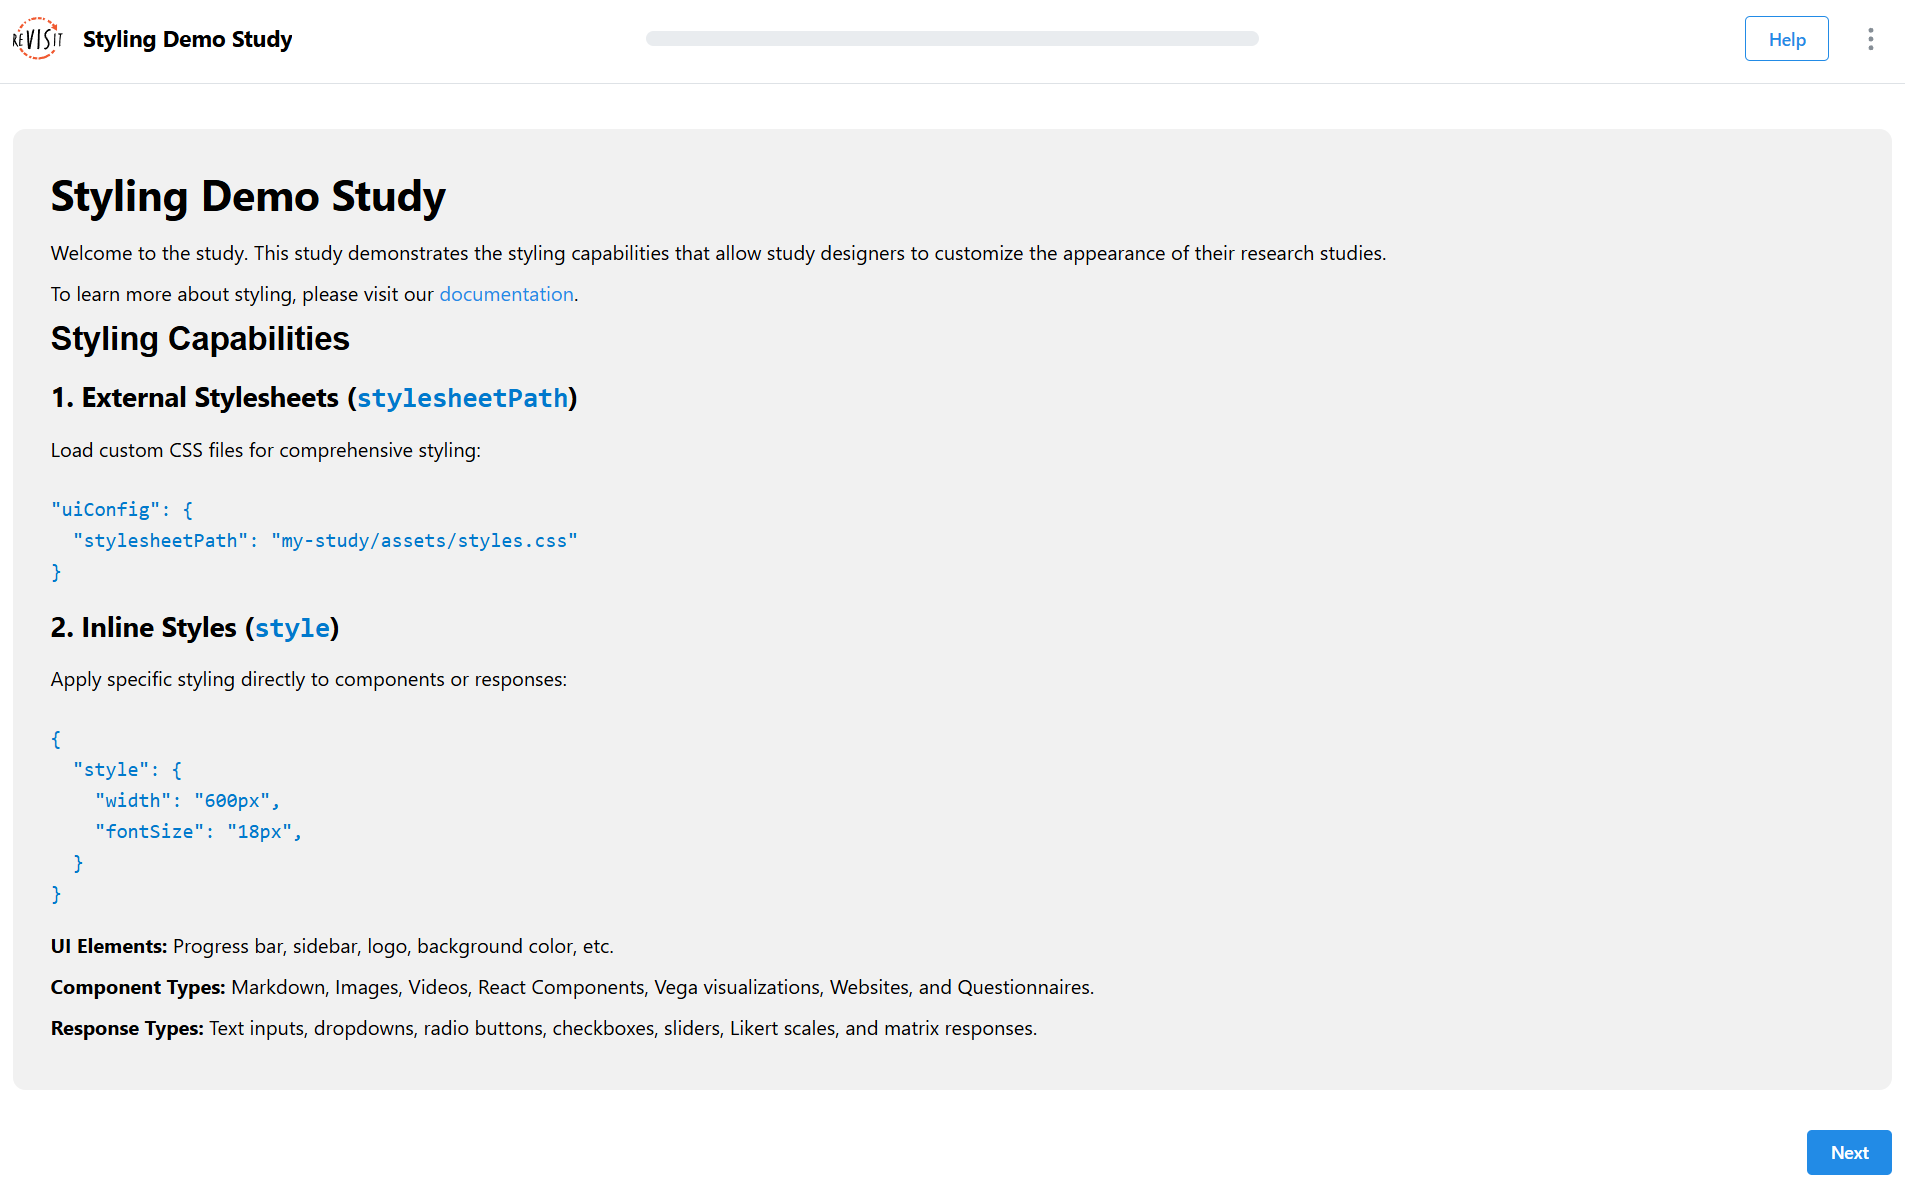 REVISIT
Styling Demo Study
Help
Styling Demo Study
Welcome to the study. This study demonstrates the styling capabilities that allow study designers to customize the appearance of their research studies.
To learn more about styling, please visit our documentation.
Styling Capabilities
1. External Stylesheets (stylesheetPath)
Load custom CSS files for comprehensive styling:
"uiConfig": {
  "stylesheetPath": "my-study/assets/styles.css"
}
2. Inline Styles (style)
Apply specific styling directly to components or responses:
{
  "style": {
    "width": "600px",
    "fontSize": "18px",
  }
}
UI Elements: Progress bar, sidebar, logo, background color, etc.
Component Types: Markdown, Images, Videos, React Components, Vega visualizations, Websites, and Questionnaires.
Response Types: Text inputs, dropdowns, radio buttons, checkboxes, sliders, Likert scales, and matrix responses.
Next